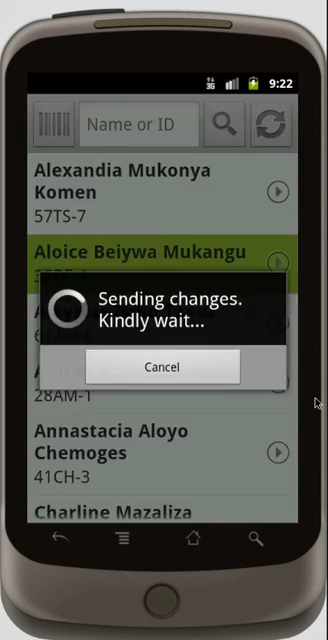 3G
9:22
Name or ID
Alexandia Mukonya
Komen
57TS-7
Aloice Beiywa Mukangu
Sending changes.
Kindly wait...
Cancel
28AM-1
Annastacia Aloyo
Chemoges
41CH-3
Charline Mazaliza